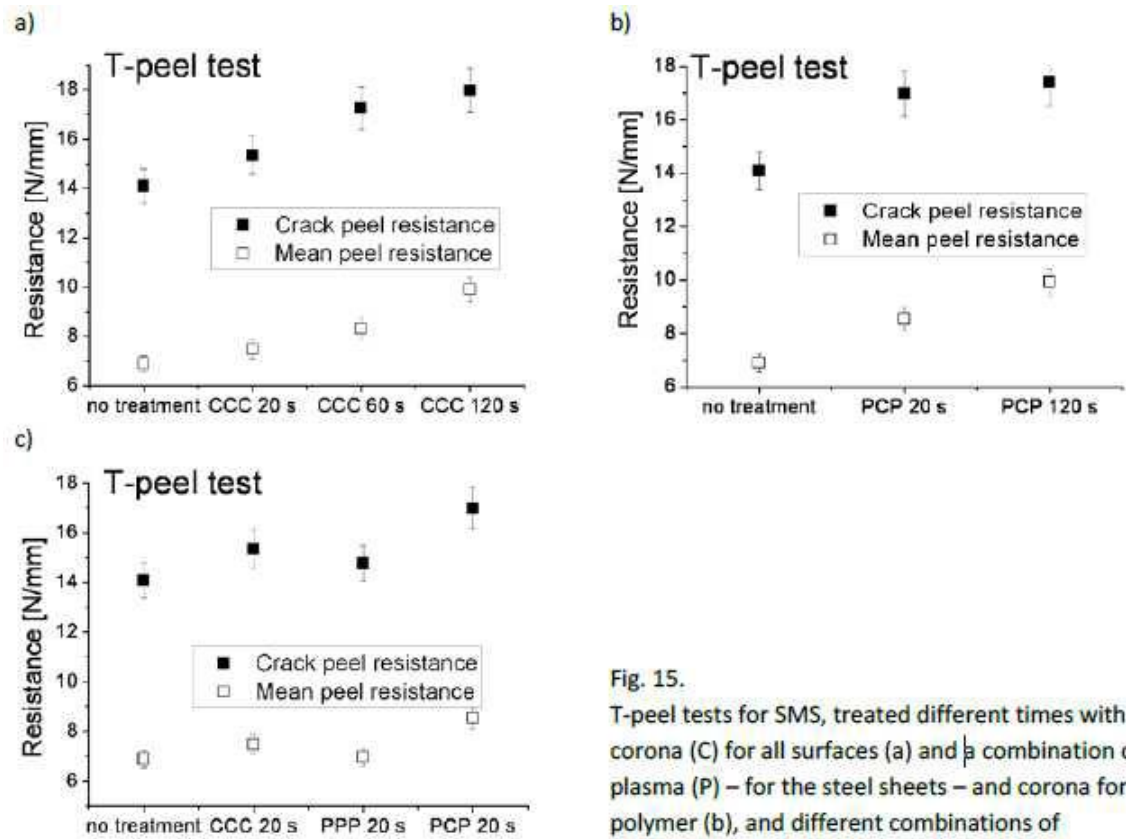 a)
T-peel test
Resistance [N/mm]
18
16
14
12
10
8
6
Crack peel resistance
Mean peel resistance
no treatment CCC 20 s CCC 60 s CCC 120 s
b)
T-peel test
Resistance [N/mm]
18
16
14
12
10
8
6
Crack peel resistance
Mean peel resistance
no treatment PCP 20 s PCP 120 s
c)
T-peel test
Resistance [N/mm]
18
16
14
12
10
8
6
Crack peel resistance
Mean peel resistance
no treatment CCC 20 s PPP 20 s PCP 20 s
Fig. 15.
T-peel tests for SMS, treated different times with
corona (C) for all surfaces (a) and a combination
plasma (P) – for the steel sheets – and corona for
polymer (b), and different combinations of